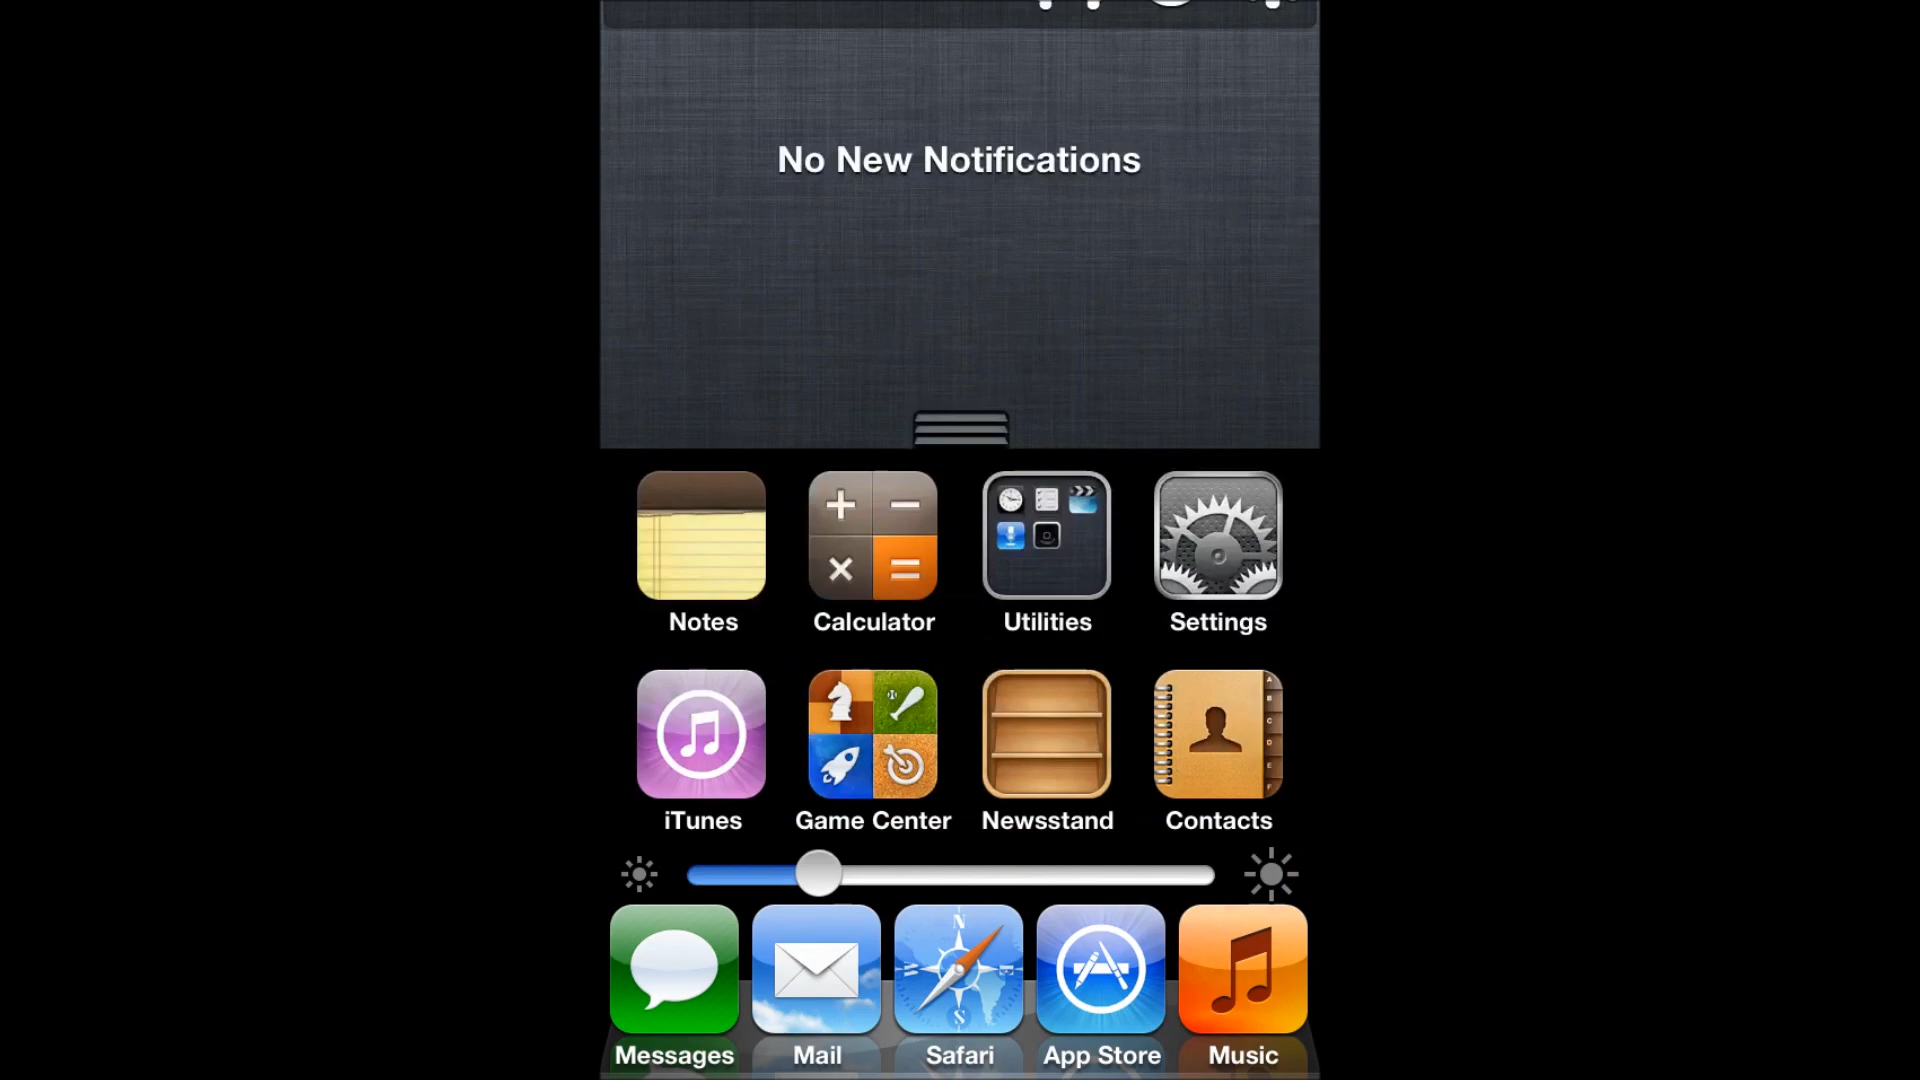 No New Notifications
Notes Calculator Utilities Settings
iTunes Game Center Newsstand Contacts
Messages Mail Safari App Store Music